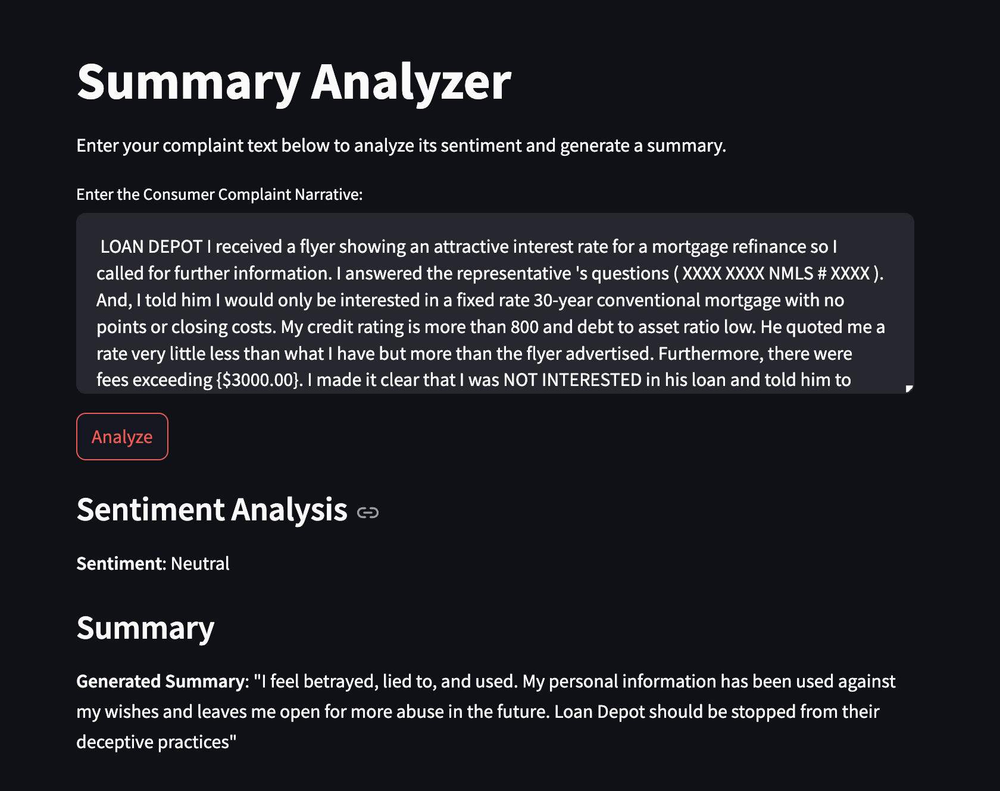 Summary Analyzer
Enter your complaint text below to analyze its sentiment and generate a summary.
Enter the Consumer Complaint Narrative:
LOAN DEPOT I received a flyer showing an attractive interest rate for a mortgage refinance so I
called for further information. I answered the representative 's questions ( XXXX XXXX NMLS # XXXX ).
And, I told him I would only be interested in a fixed rate 30-year conventional mortgage with no
points or closing costs. My credit rating is more than 800 and debt to asset ratio low. He quoted me a
rate very little less than what I have but more than the flyer advertised. Furthermore, there were
fees exceeding {$3000.00}. I made it clear that I was NOT INTERESTED in his loan and told him to
Analyze
Sentiment Analysis
Sentiment: Neutral
Summary
Generated Summary: "I feel betrayed, lied to, and used. My personal information has been used against
my wishes and leaves me open for more abuse in the future. Loan Depot should be stopped from their
deceptive practices"